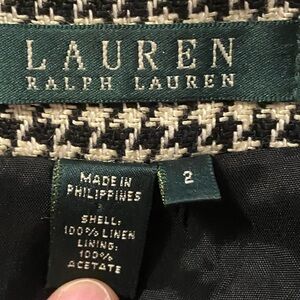 LAUREN
RALPH LAUREN
MADE IN
PHILIPPINES
2
SHELL:
100% LINEN
LINING:
100%
ACETATE